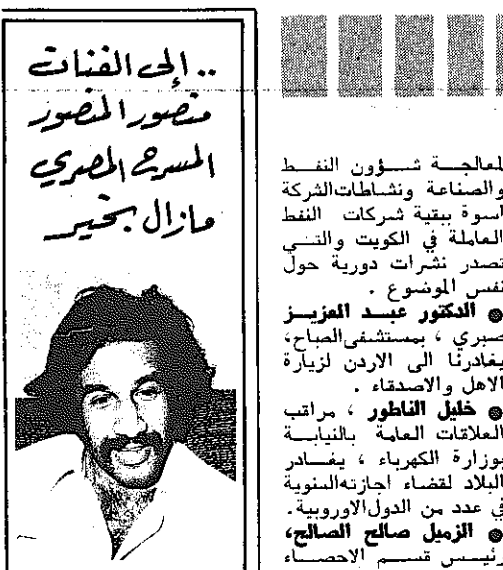 .. إلى الفنان
منصور المنصور
المسرح المصري
مازال بخير
لمعالجة شؤون النفط
والصناعة ونشاطات الشركة
اسوة ببقية شركات النفط
العاملة في الكويت والتي
تصدر نشرات دورية حول
نفس الموضوع .
● الدكتور عبد العزيز
صبري ، بمستشفى الصباح،
يغادرنا الى الاردن لزيارة
الاهل والاصدقاء .
● خليل الناطور ، مراقب
العلاقات العامة بالنيابة
بوزارة الكهرباء ، يغادر
البلاد لقضاء اجازته السنوية
في عدد من الدول الاوروبية.
● الزميل صالح الصالح،
رئيس قسم الاحصاء